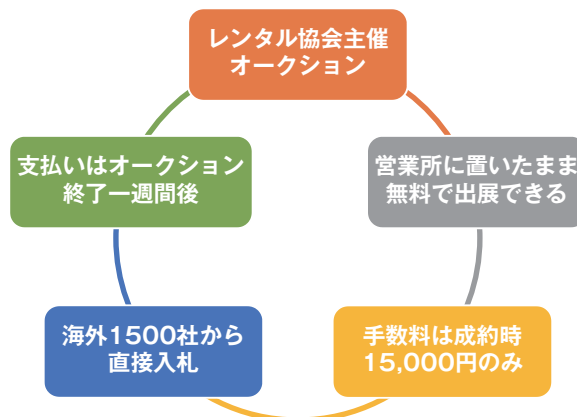 レンタル協会主催
オークション
営業所に置いたまま
無料で出展できる
手数料は成約時
15,000円のみ
海外1500社から
直接入札
支払いはオークション
終了一週間後